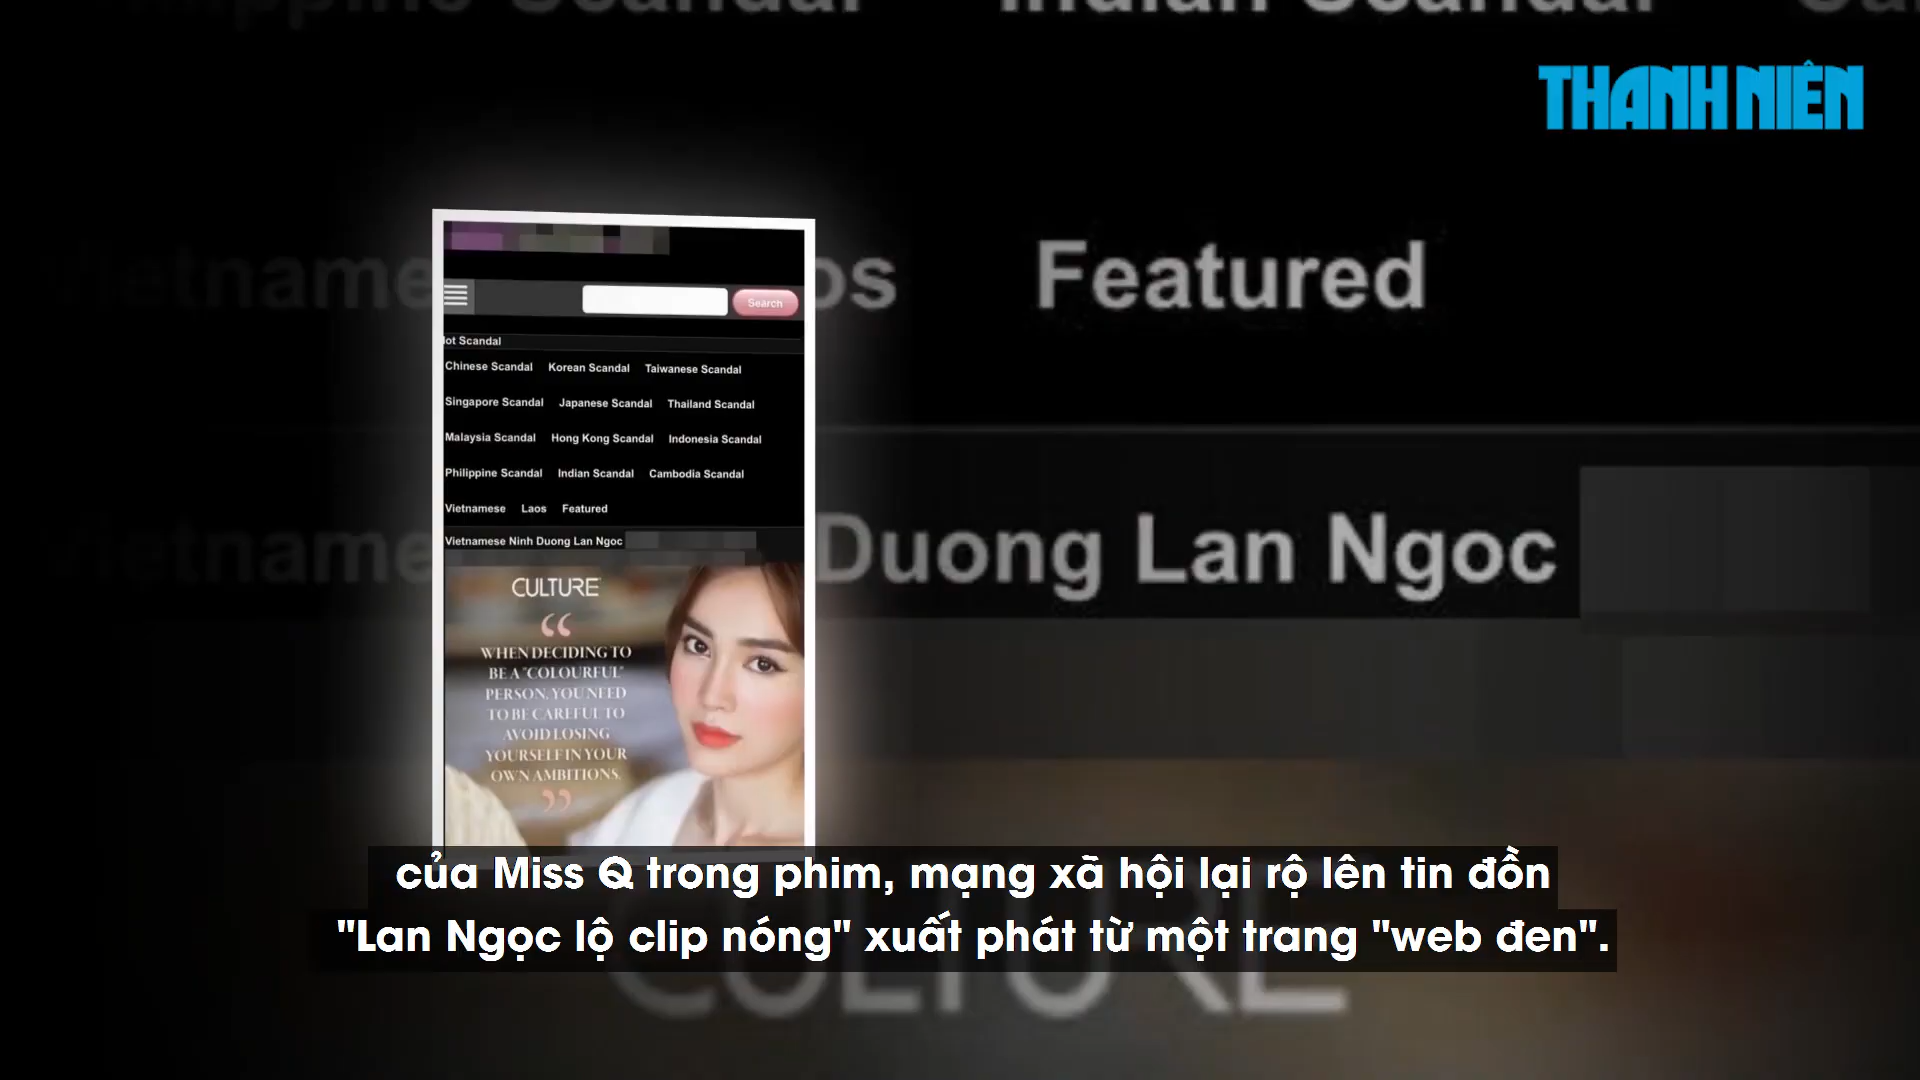 Indian Scandal
THANH NIÊN
Featured
Duong Lan Ngoc
Search
Hot Scandal
Chinese Scandal Korean Scandal Taiwanese Scandal
Singapore Scandal Japanese Scandal Thailand Scandal
Malaysia Scandal Hong Kong Scandal Indonesia Scandal
Philippine Scandal Indian Scandal Cambodia Scandal
Vietnamese Laos Featured
Vietnamese Ninh Duong Lan Ngoc
CULTURE
“
WHEN DECIDING TO
BE A "COLOURFUL"
PERSON, YOU NEED
TO BE CAREFUL TO
AVOID LOSING
YOURSELF IN YOUR
OWN AMBITIONS.
”
của Miss Q trong phim, mạng xã hội lại rộ lên tin đồn
"Lan Ngọc lộ clip nóng" xuất phát từ một trang "web đen".
CULTURE